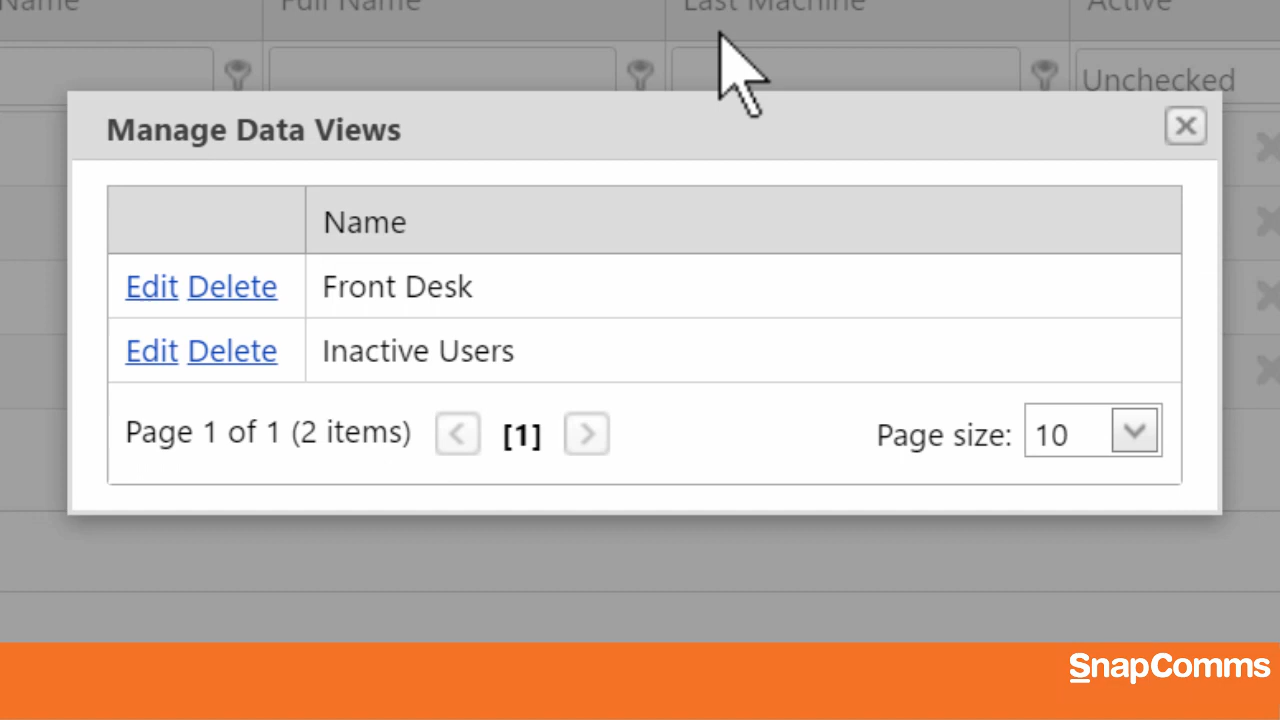 Name Full Name Last Machine Active
Unchecked
Manage Data Views
Name
Edit Delete Front Desk
Edit Delete Inactive Users
Page 1 of 1 (2 items) [1] Page size: 10
SnapComms